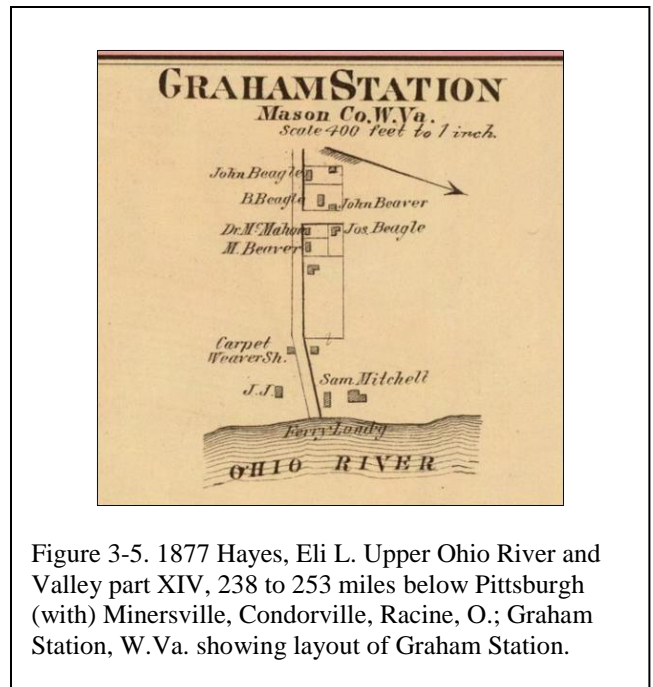 GRAHAM STATION
Mason Co. W. Va.
Scale 400 feet to 1 inch.
John Beagle
B. Beagle
John Beaver
Dr. McMahon
Jos. Beagle
M. Beaver
Carpet
Weaver Sh.
J.J.
Sam Mitchell
Ferry Landg.
OHIO RIVER
Figure 3-5. 1877 Hayes, Eli L. Upper Ohio River and
Valley part XIV, 238 to 253 miles below Pittsburgh
(with) Minersville, Condorville, Racine, O.; Graham
Station, W.Va. showing layout of Graham Station.